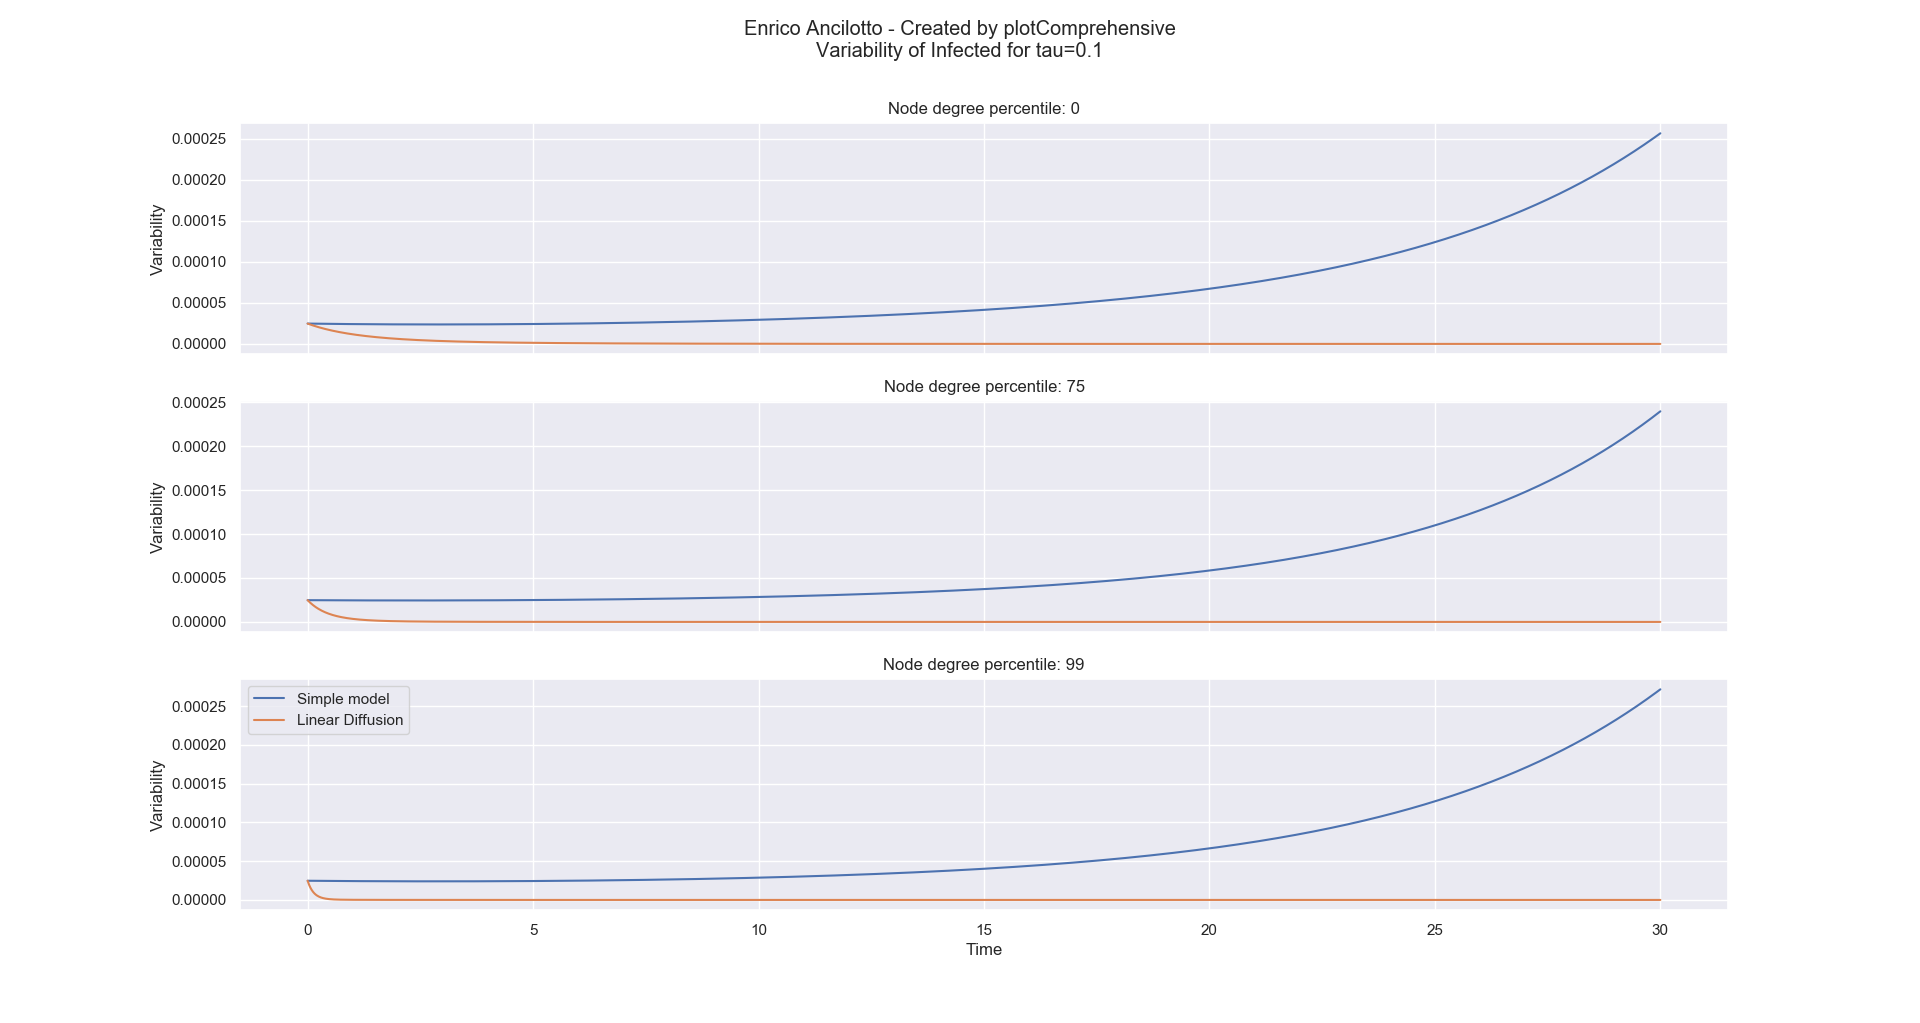 Enrico Ancilotto - Created by plotComprehensive
Variability of Infected for tau=0.1
Node degree percentile: 0
0.00025
0.00020
0.00015
0.00010
0.00005
0.00000
Variability
Node degree percentile: 75
0.00025
0.00020
0.00015
0.00010
0.00005
0.00000
Variability
Node degree percentile: 99
Simple model
Linear Diffusion
0.00025
0.00020
0.00015
0.00010
0.00005
0.00000
Variability
0 5 10 15 20 25 30
Time